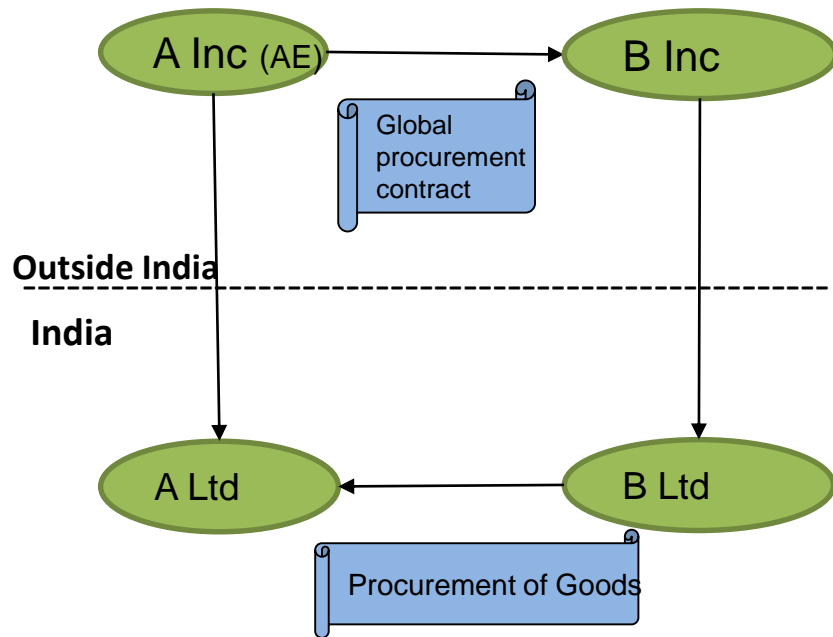 A Inc (AE)
B Inc
Global
procurement
contract
Outside India
India
A Ltd
B Ltd
Procurement of Goods